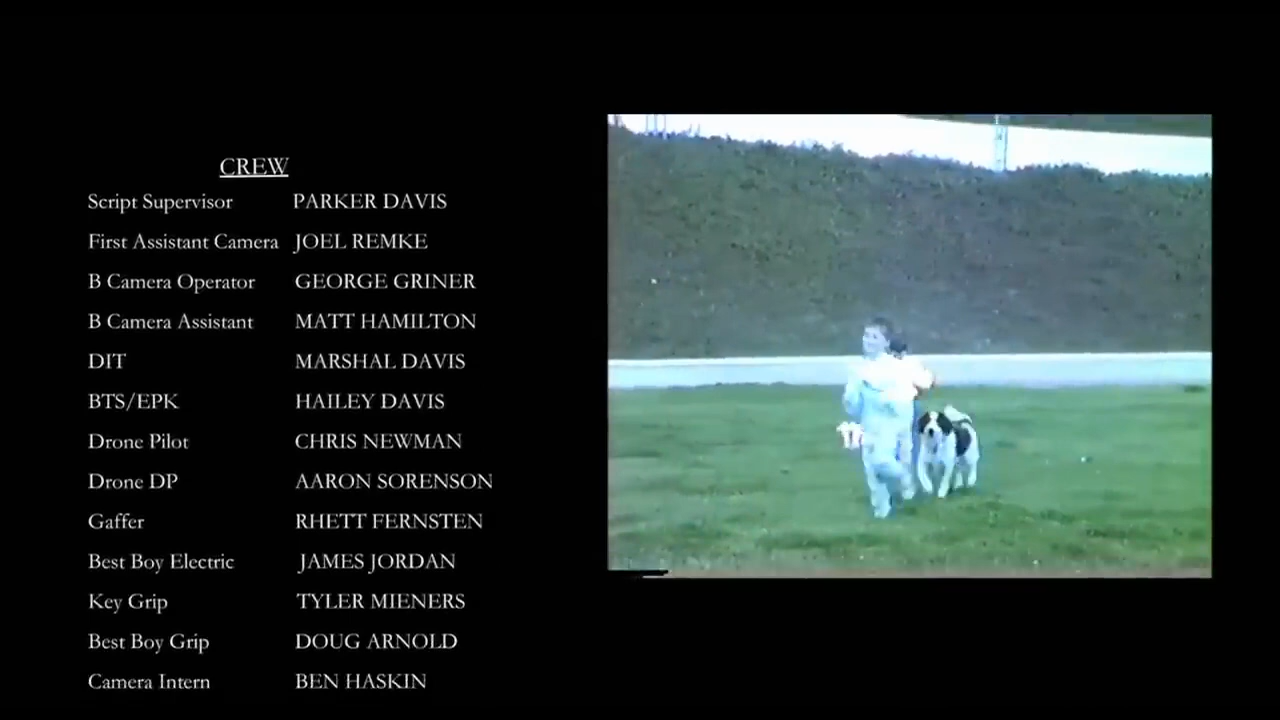 CREW
Script Supervisor PARKER DAVIS
First Assistant Camera JOEL REMKE
B Camera Operator GEORGE GRINER
B Camera Assistant MATT HAMILTON
DIT MARSHAL DAVIS
BTS/EPK HAILEY DAVIS
Drone Pilot CHRIS NEWMAN
Drone DP AARON SORENSON
Gaffer RHETT FERNSTEN
Best Boy Electric JAMES JORDAN
Key Grip TYLER MIENERS
Best Boy Grip DOUG ARNOLD
Camera Intern BEN HASKIN